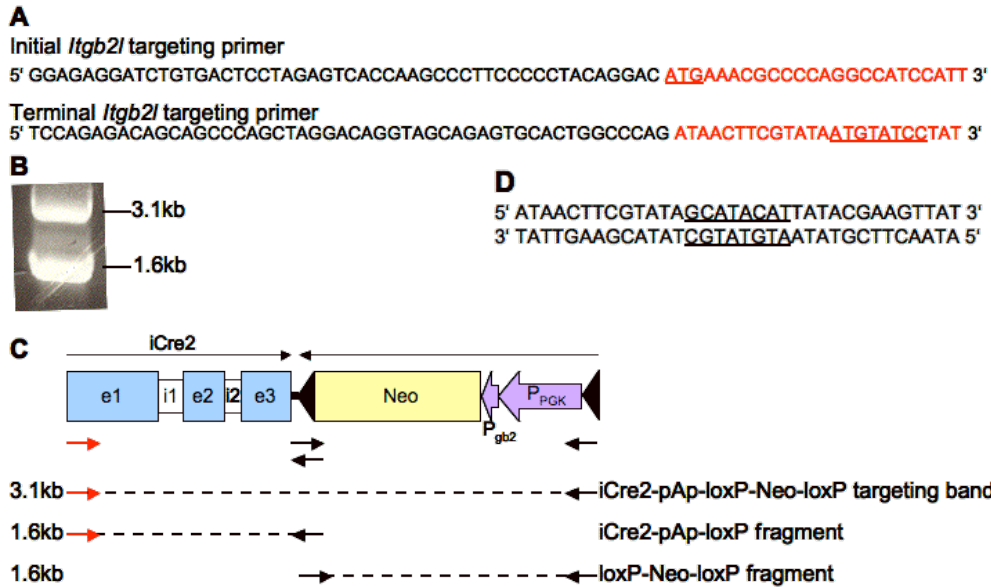 A
Initial Itgb2l targeting primer
5' GGAGAGGATCTGTGACTCCTAGAGTCACCAAGCCCTTCCCCCTACAGGAC ATGAAACGCCCCAGGCCATCCATT 3'
Terminal Itgb2l targeting primer
5' TCCAGAGACAGCAGCCCAGCTAGGACAGGTAGCAGAGTGCACTGGCCCAG ATAACTTCGTATAATGTATCCTAT 3'
B
3.1kb
1.6kb
D
5' ATAACTTCGTATAGCATACATTATACGAAGTTAT 3'
3' TATTGAAGCATATCGTATGTAATATGCTTCAATA 5'
C
iCre2
e1 i1 e2 i2 e3 Neo P PGK
P gb2
3.1kb iCre2-pAp-loxP-Neo-loxP targeting band
1.6kb iCre2-pAp-loxP fragment
1.6kb loxP-Neo-loxP fragment